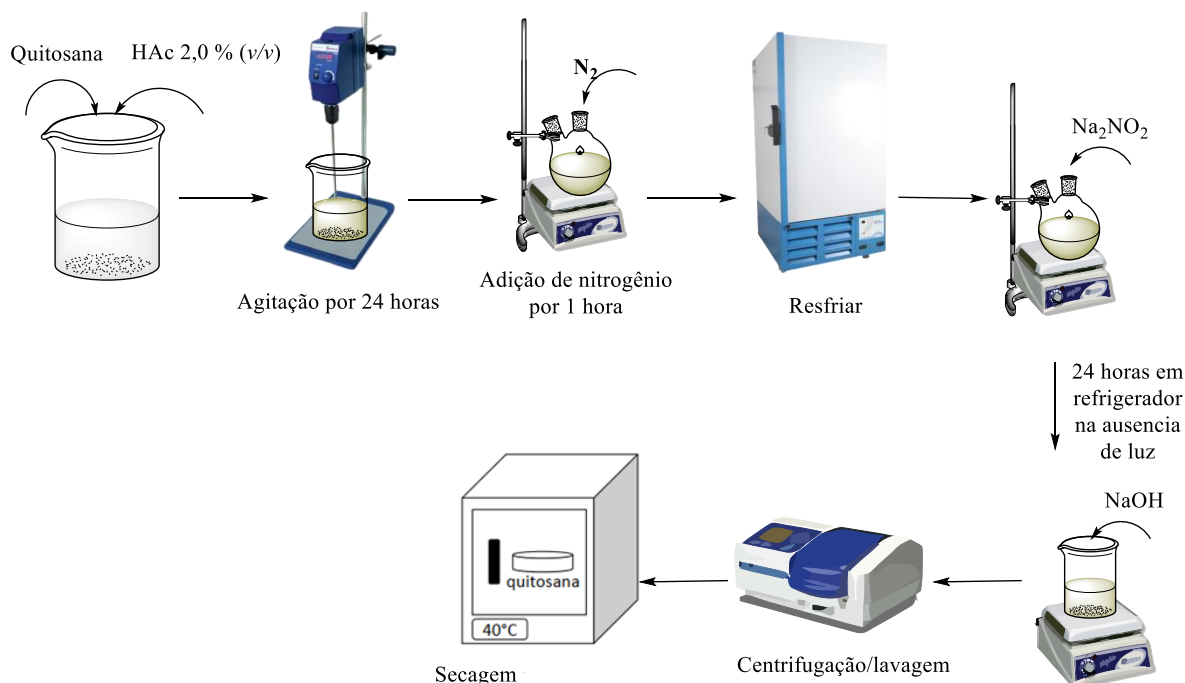 Quitosana
HAc 2,0 % (v/v)
Agitação por 24 horas
N₂
Adição de nitrogênio
por 1 hora
Resfriar
Na₂NO₂
24 horas em
refrigerador
na ausencia
de luz
NaOH
Centrifugação/lavagem
quitosana
40°C
Secagem